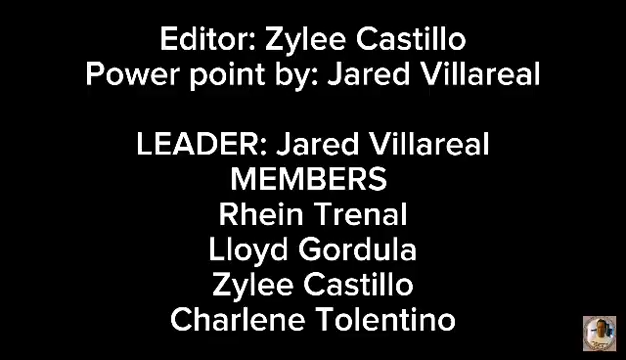 Editor: Zylee Castillo
Power point by: Jared Villareal
LEADER: Jared Villareal
MEMBERS
Rhein Trenal
Lloyd Gordula
Zylee Castillo
Charlene Tolentino